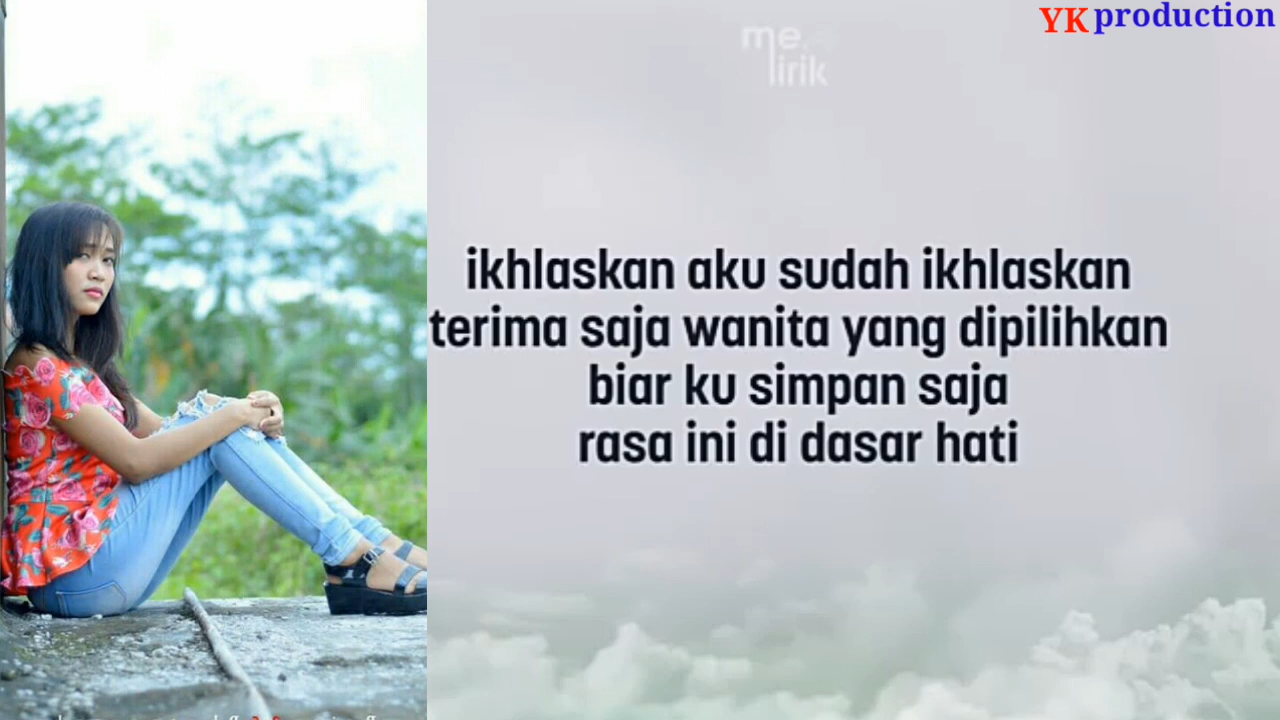 YK production
me.
lirik
ikhlaskan aku sudah ikhlaskan
terima saja wanita yang dipilihkan
biar ku simpan saja
rasa ini di dasar hati